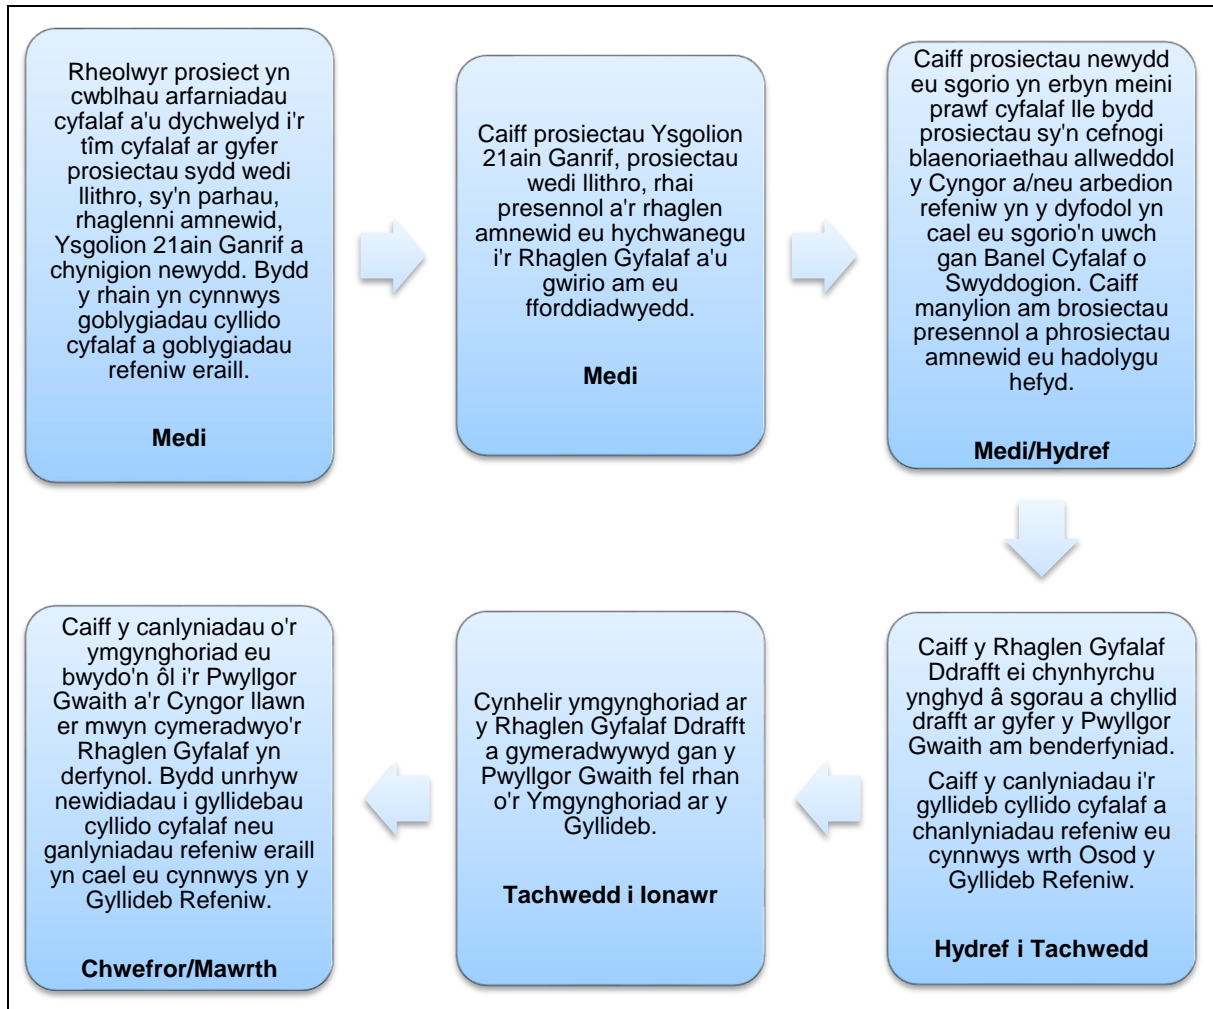 Rheolwyr prosiect yn
cwblhau arfarniadau
cyfalaf a'u dychwelyd i'r
tîm cyfalaf ar gyfer
prosiectau sydd wedi
llithro, sy'n parhau,
rhaglenni amnewid,
Ysgolion 21ain Ganrif a
chynigion newydd. Bydd
y rhain yn cynnwys
goblygiadau cyllido
cyfalaf a goblygiadau
refeniw eraill.
Medi
Caiff prosiectau Ysgolion
21ain Ganrif, prosiectau
wedi llithro, rhai
presennol a'r rhaglen
amnewid eu hychwanegu
i'r Rhaglen Gyfalaf a'u
gwirio am eu
fforddiadwyedd.
Medi
Caiff prosiectau newydd
eu sgorio yn erbyn meini
prawf cyfalaf lle bydd
prosiectau sy'n cefnogi
blaenoriaethau allweddol
y Cyngor a/neu arbedion
refeniw yn y dyfodol yn
cael eu sgorio'n uwch
gan Banel Cyfalaf o
Swyddogion. Caiff
manylion am brosiectau
presennol a phrosiectau
amnewid eu hadolygu
hefyd.
Medi/Hydref
Caiff y Rhaglen Gyfalaf
Ddrafft ei chynhyrchu
ynghyd â sgorau a chyllid
drafft ar gyfer y Pwyllgor
Gwaith am benderfyniad.
Caiff y canlyniadau i'r
gyllideb cyllido cyfalaf a
chanlyniadau refeniw eu
cynnwys wrth Osod y
Gyllideb Refeniw.
Hydref i Tachwedd
Cynhelir ymgynghoriad ar
y Rhaglen Gyfalaf Ddrafft
a gymeradwywyd gan y
Pwyllgor Gwaith fel rhan
o'r Ymgynghoriad ar y
Gyllideb.
Tachwedd i Ionawr
Caiff y canlyniadau o'r
ymgynghoriad eu
bwydo'n ôl i'r Pwyllgor
Gwaith a'r Cyngor llawn
er mwyn cymeradwyo'r
Rhaglen Gyfalaf yn
derfynol. Bydd unrhyw
newidiadau i gyllidebau
cyllido cyfalaf neu
ganlyniadau refeniw eraill
yn cael eu cynnwys yn y
Gyllideb Refeniw.
Chwefror/Mawrth